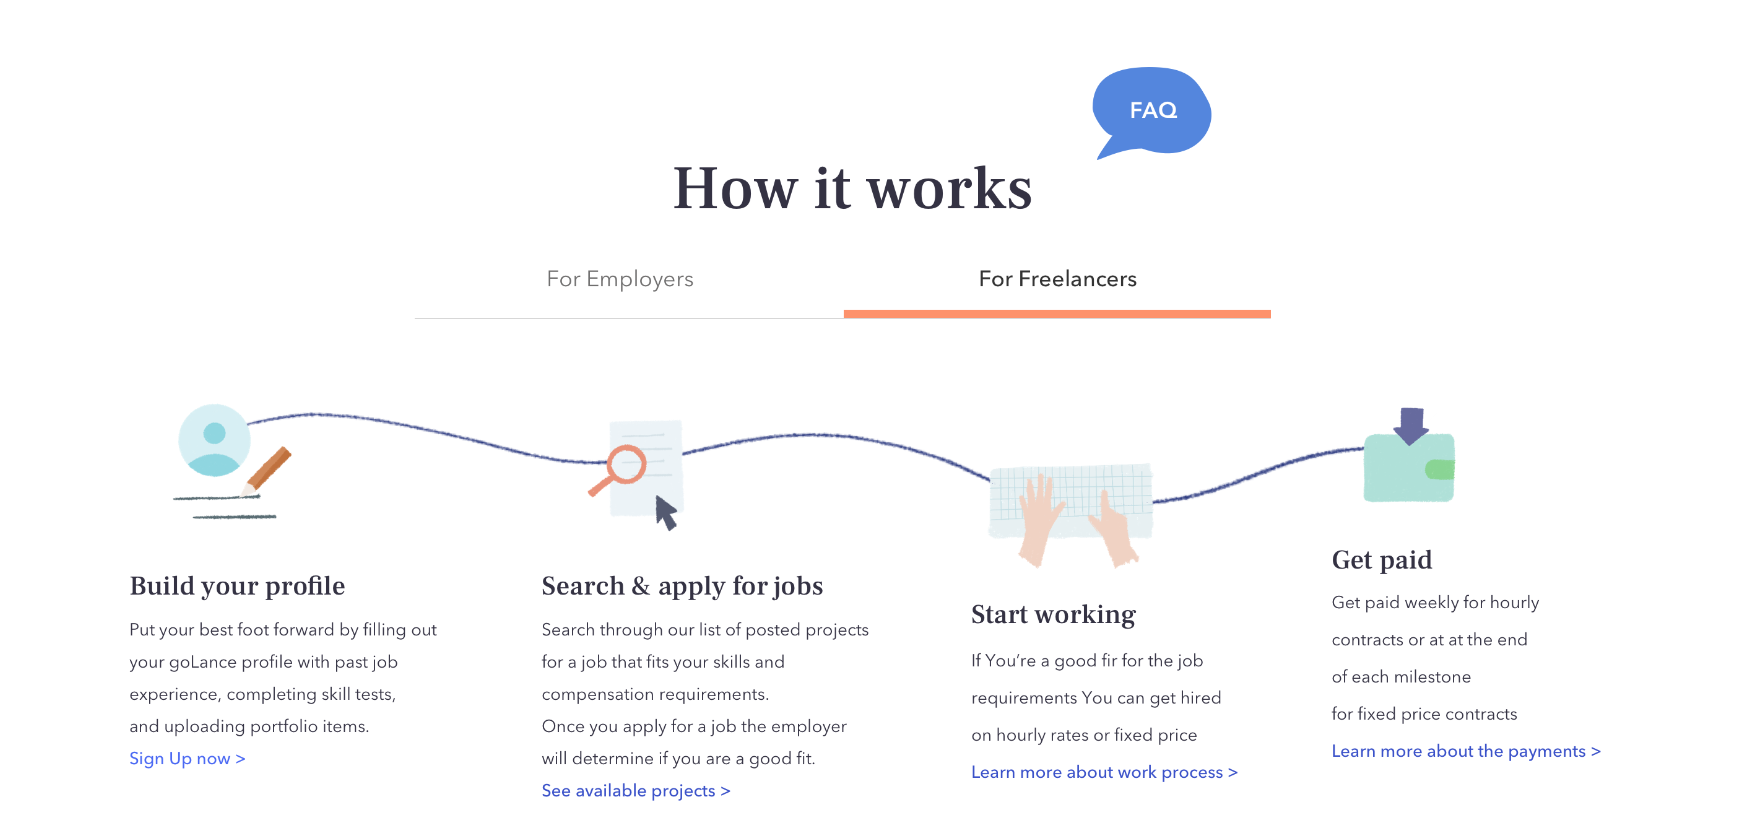 FAQ
How it works
For Employers
For Freelancers
Build your profile
Put your best foot forward by filling out
your goLance profile with past job
experience, completing skill tests,
and uploading portfolio items.
Sign Up now >
Search & apply for jobs
Search through our list of posted projects
for a job that fits your skills and
compensation requirements.
Once you apply for a job the employer
will determine if you are a good fit.
See available projects >
Start working
If You’re a good fir for the job
requirements You can get hired
on hourly rates or fixed price
Learn more about work process >
Get paid
Get paid weekly for hourly
contracts or at at the end
of each milestone
for fixed price contracts
Learn more about the payments >